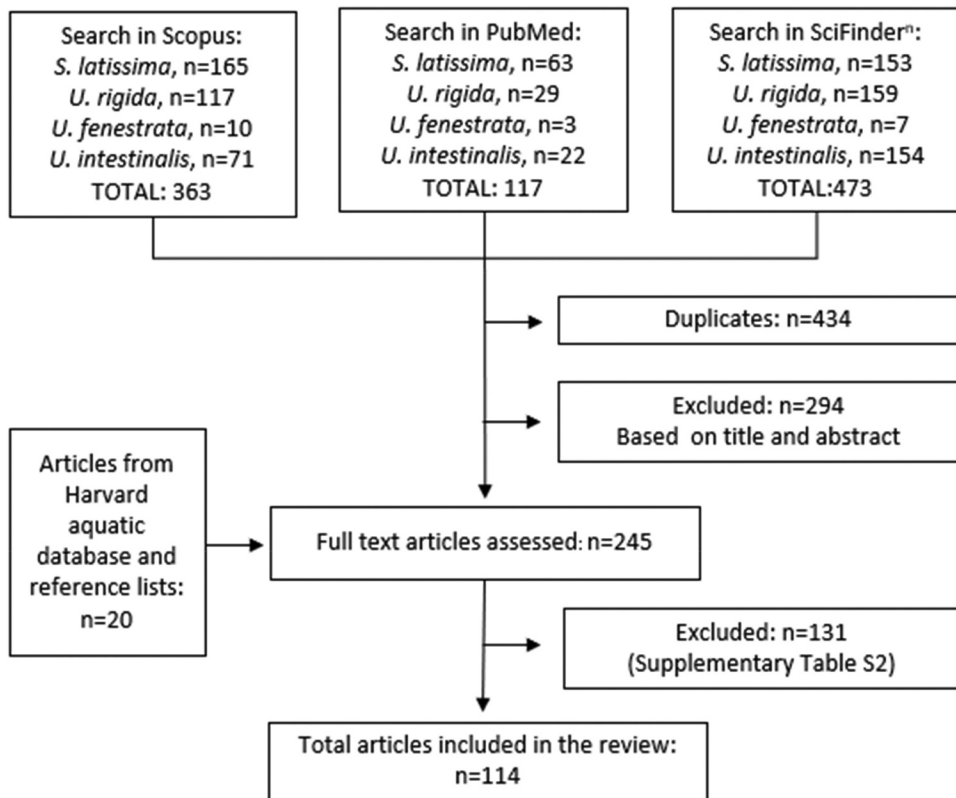 Search in Scopus:
S. latissima, n=165
U. rigida, n=117
U. fenestrata, n=10
U. intestinalis, n=71
TOTAL: 363
Search in PubMed:
S. latissima, n=63
U. rigida, n=29
U. fenestrata, n=3
U. intestinalis, n=22
TOTAL: 117
Search in SciFinderⁿ:
S. latissima, n=153
U. rigida, n=159
U. fenestrata, n=7
U. intestinalis, n=154
TOTAL:473
Duplicates: n=434
Excluded: n=294
Based on title and abstract
Articles from
Harvard
aquatic
database and
reference lists:
n=20
Full text articles assessed: n=245
Excluded: n=131
(Supplementary Table S2)
Total articles included in the review:
n=114